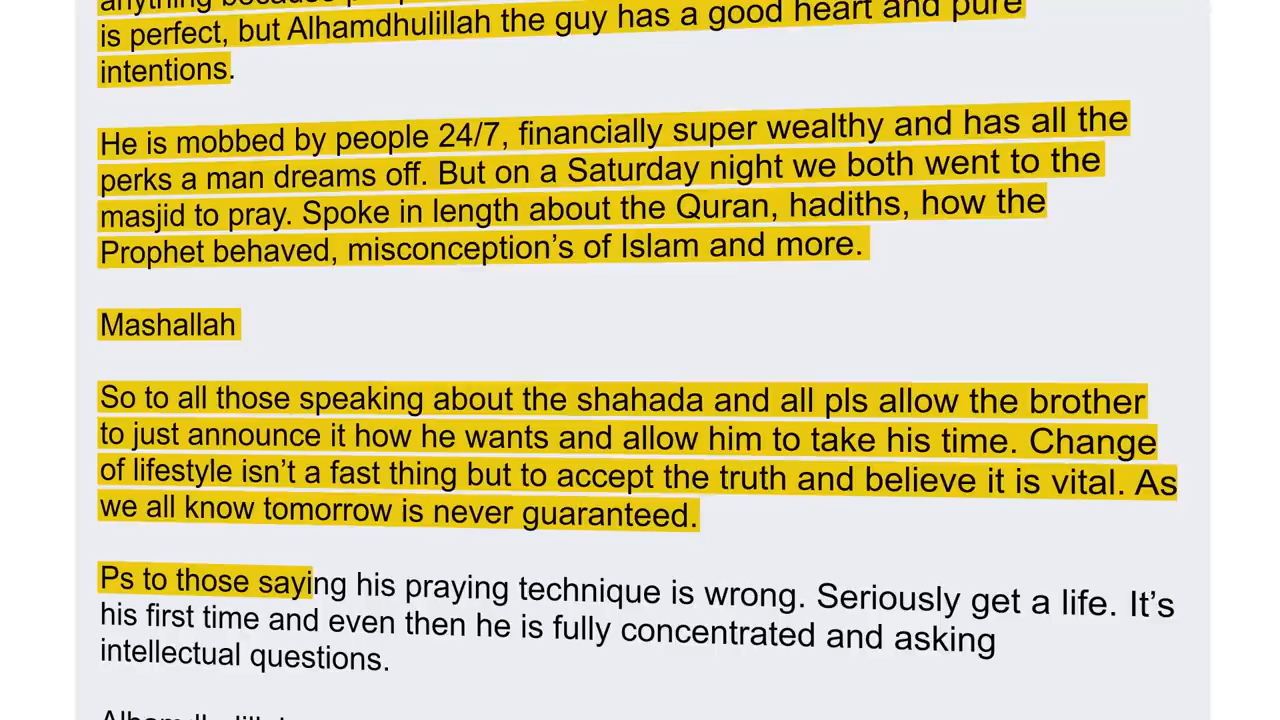 anything because
is perfect, but Alhamdhulillah the guy has a good heart and pure
intentions.
He is mobbed by people 24/7, financially super wealthy and has all the
perks a man dreams off. But on a Saturday night we both went to the
masjid to pray. Spoke in length about the Quran, hadiths, how the
Prophet behaved, misconception’s of Islam and more.
Mashallah
So to all those speaking about the shahada and all pls allow the brother
to just announce it how he wants and allow him to take his time. Change
of lifestyle isn’t a fast thing but to accept the truth and believe it is vital. As
we all know tomorrow is never guaranteed.
Ps to those saying his praying technique is wrong. Seriously get a life. It’s
his first time and even then he is fully concentrated and asking
intellectual questions.